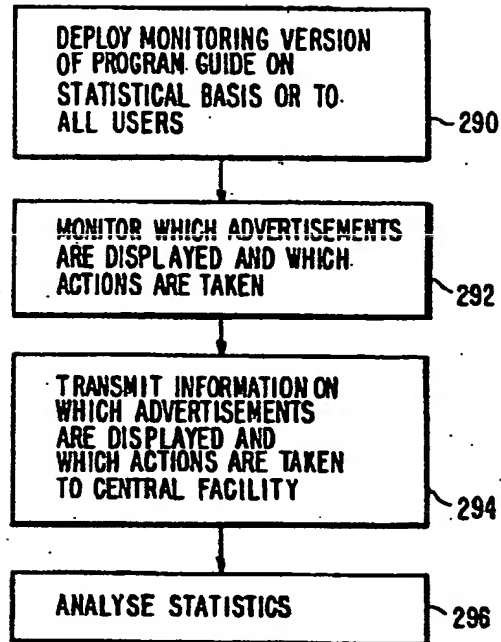 DEPLOY MONITORING VERSION
OF PROGRAM GUIDE ON
STATISTICAL BASIS OR TO
ALL USERS
290
MONITOR WHICH ADVERTISEMENTS
ARE DISPLAYED AND WHICH
ACTIONS ARE TAKEN
292
TRANSMIT INFORMATION ON
WHICH ADVERTISEMENTS
ARE DISPLAYED AND
WHICH ACTIONS ARE TAKEN
TO CENTRAL FACILITY
294
ANALYSE STATISTICS
296